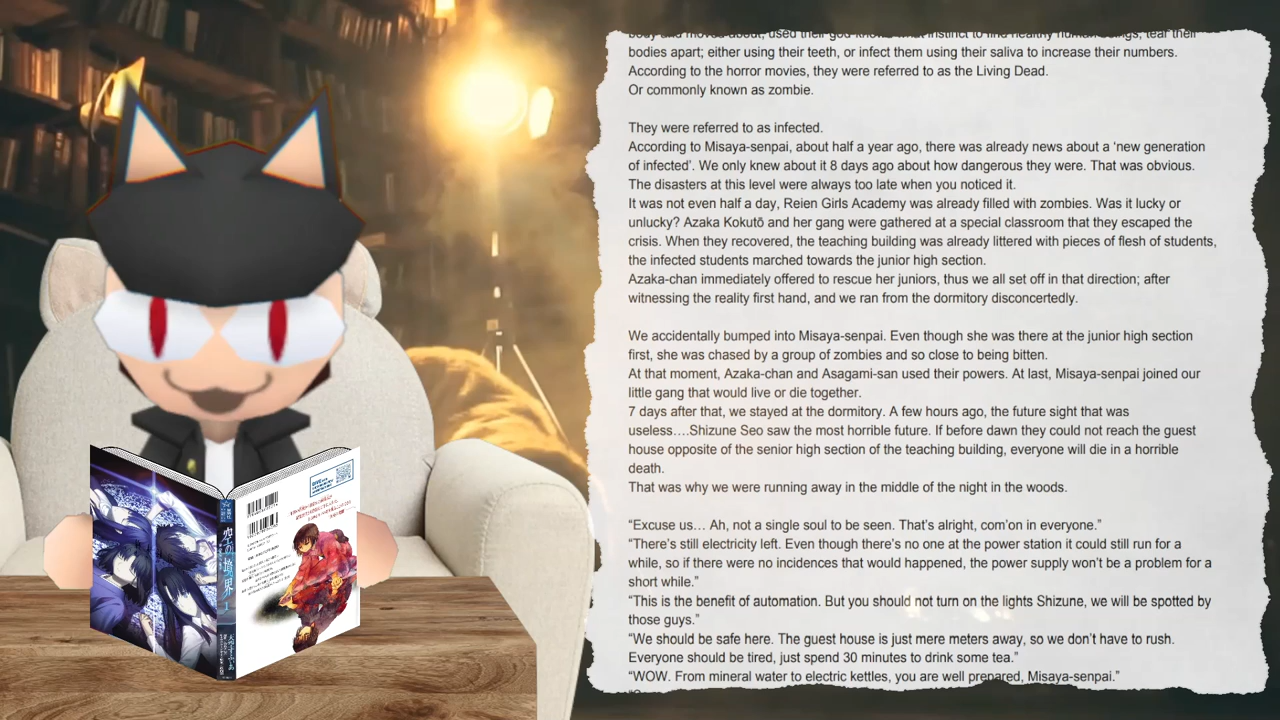 body and moves about, used their god knows what instinct to find healthy human beings; tear their
bodies apart; either using their teeth, or infect them using their saliva to increase their numbers.
According to the horror movies, they were referred to as the Living Dead.
Or commonly known as zombie.
They were referred to as infected.
According to Misaya-senpai, about half a year ago, there was already news about a ‘new generation
of infected’. We only knew about it 8 days ago about how dangerous they were. That was obvious.
The disasters at this level were always too late when you noticed it.
It was not even half a day, Reien Girls Academy was already filled with zombies. Was it lucky or
unlucky? Azaka Kokutō and her gang were gathered at a special classroom that they escaped the
crisis. When they recovered, the teaching building was already littered with pieces of flesh of students,
the infected students marched towards the junior high section.
Azaka-chan immediately offered to rescue her juniors, thus we all set off in that direction; after
witnessing the reality first hand, and we ran from the dormitory disconcertedly.
We accidentally bumped into Misaya-senpai. Even though she was there at the junior high section
first, she was chased by a group of zombies and so close to being bitten.
At that moment, Azaka-chan and Asagami-san used their powers. At last, Misaya-senpai joined our
little gang that would live or die together.
7 days after that, we stayed at the dormitory. A few hours ago, the future sight that was
useless….Shizune Seo saw the most horrible future. If before dawn they could not reach the guest
house opposite of the senior high section of the teaching building, everyone will die in a horrible
death.
That was why we were running away in the middle of the night in the woods.
“Excuse us… Ah, not a single soul to be seen. That’s alright, com’on in everyone.”
“There’s still electricity left. Even though there’s no one at the power station it could still run for a
while, so if there were no incidences that would happened, the power supply won’t be a problem for a
short while.”
“This is the benefit of automation. But you should not turn on the lights Shizune, we will be spotted by
those guys.”
“We should be safe here. The guest house is just mere meters away, so we don’t have to rush.
Everyone should be tired, just spend 30 minutes to drink some tea.”
“WOW. From mineral water to electric kettles, you are well prepared, Misaya-senpai.”
空の境界
1